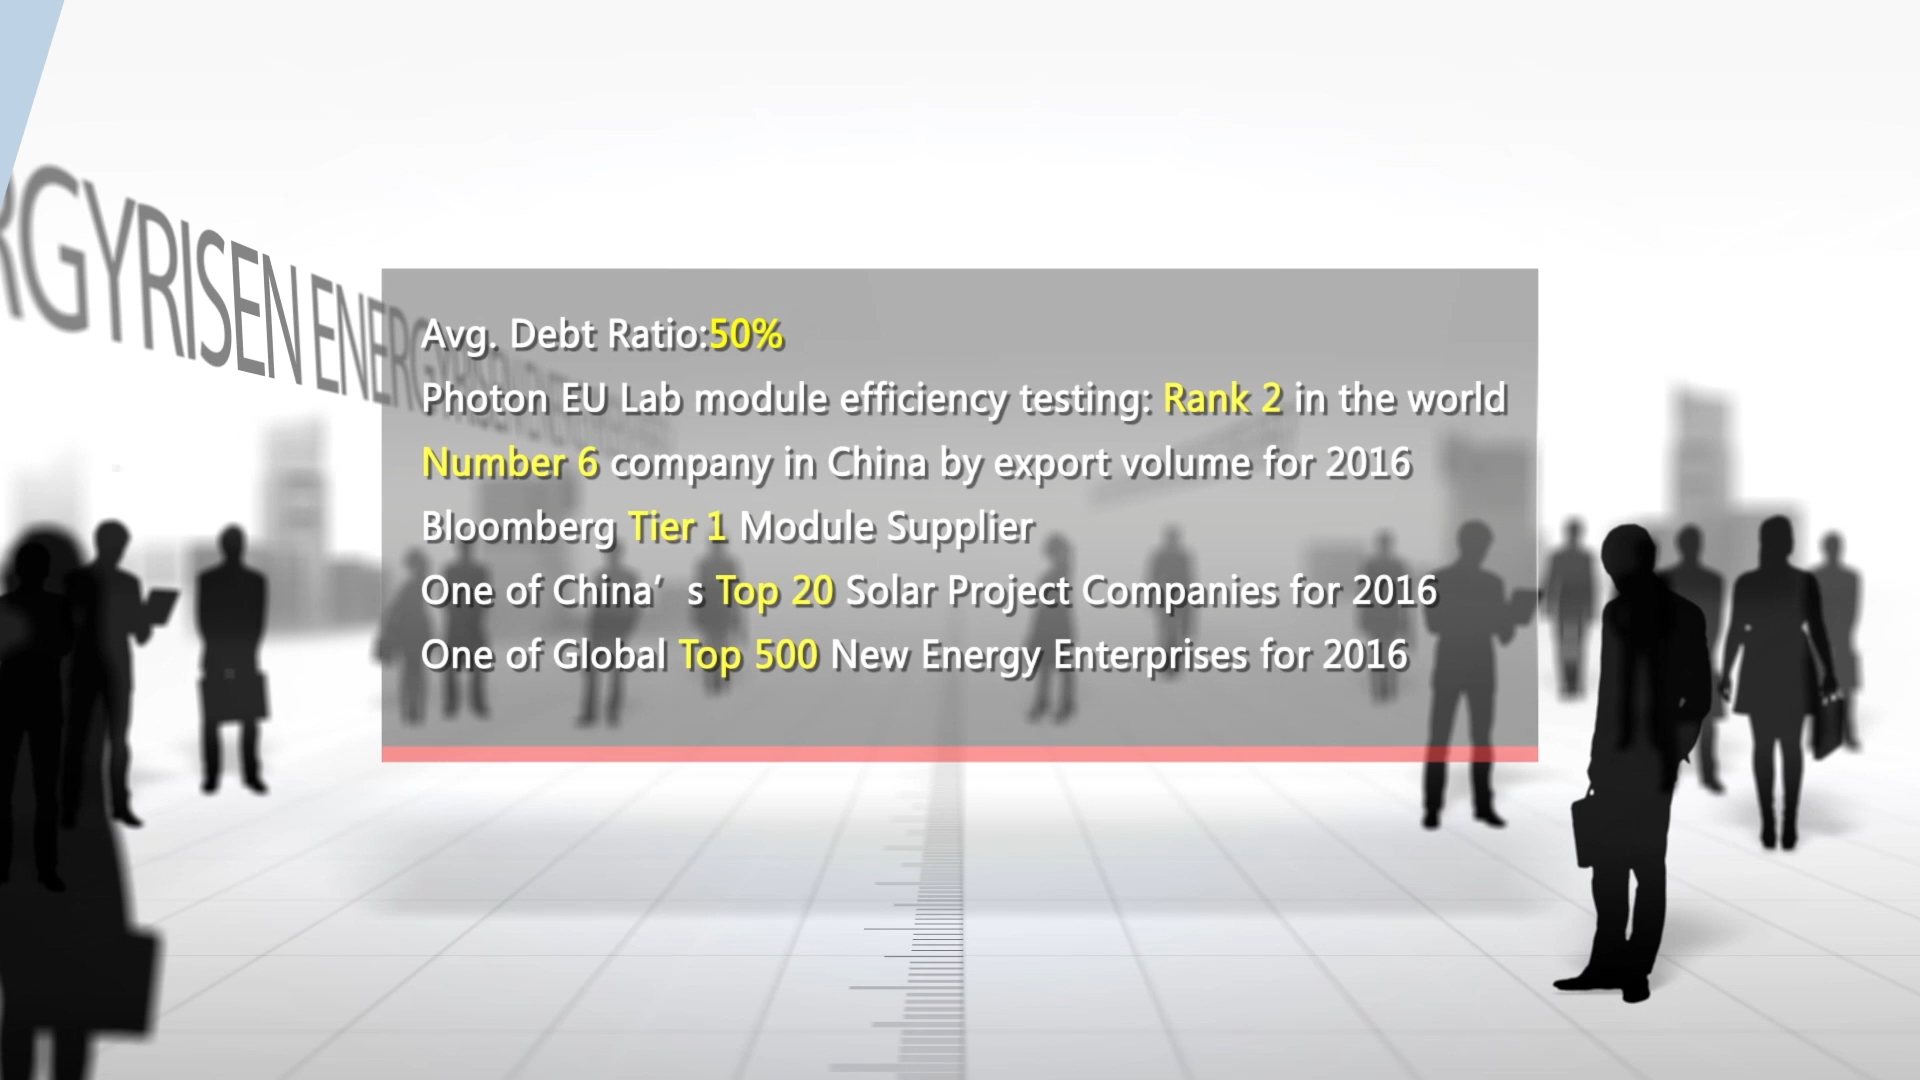 RGYRISEN ENERGYRISEN
Avg. Debt Ratio:50%
Photon EU Lab module efficiency testing: Rank 2 in the world
Number 6 company in China by export volume for 2016
Bloomberg Tier 1 Module Supplier
One of China’s Top 20 Solar Project Companies for 2016
One of Global Top 500 New Energy Enterprises for 2016